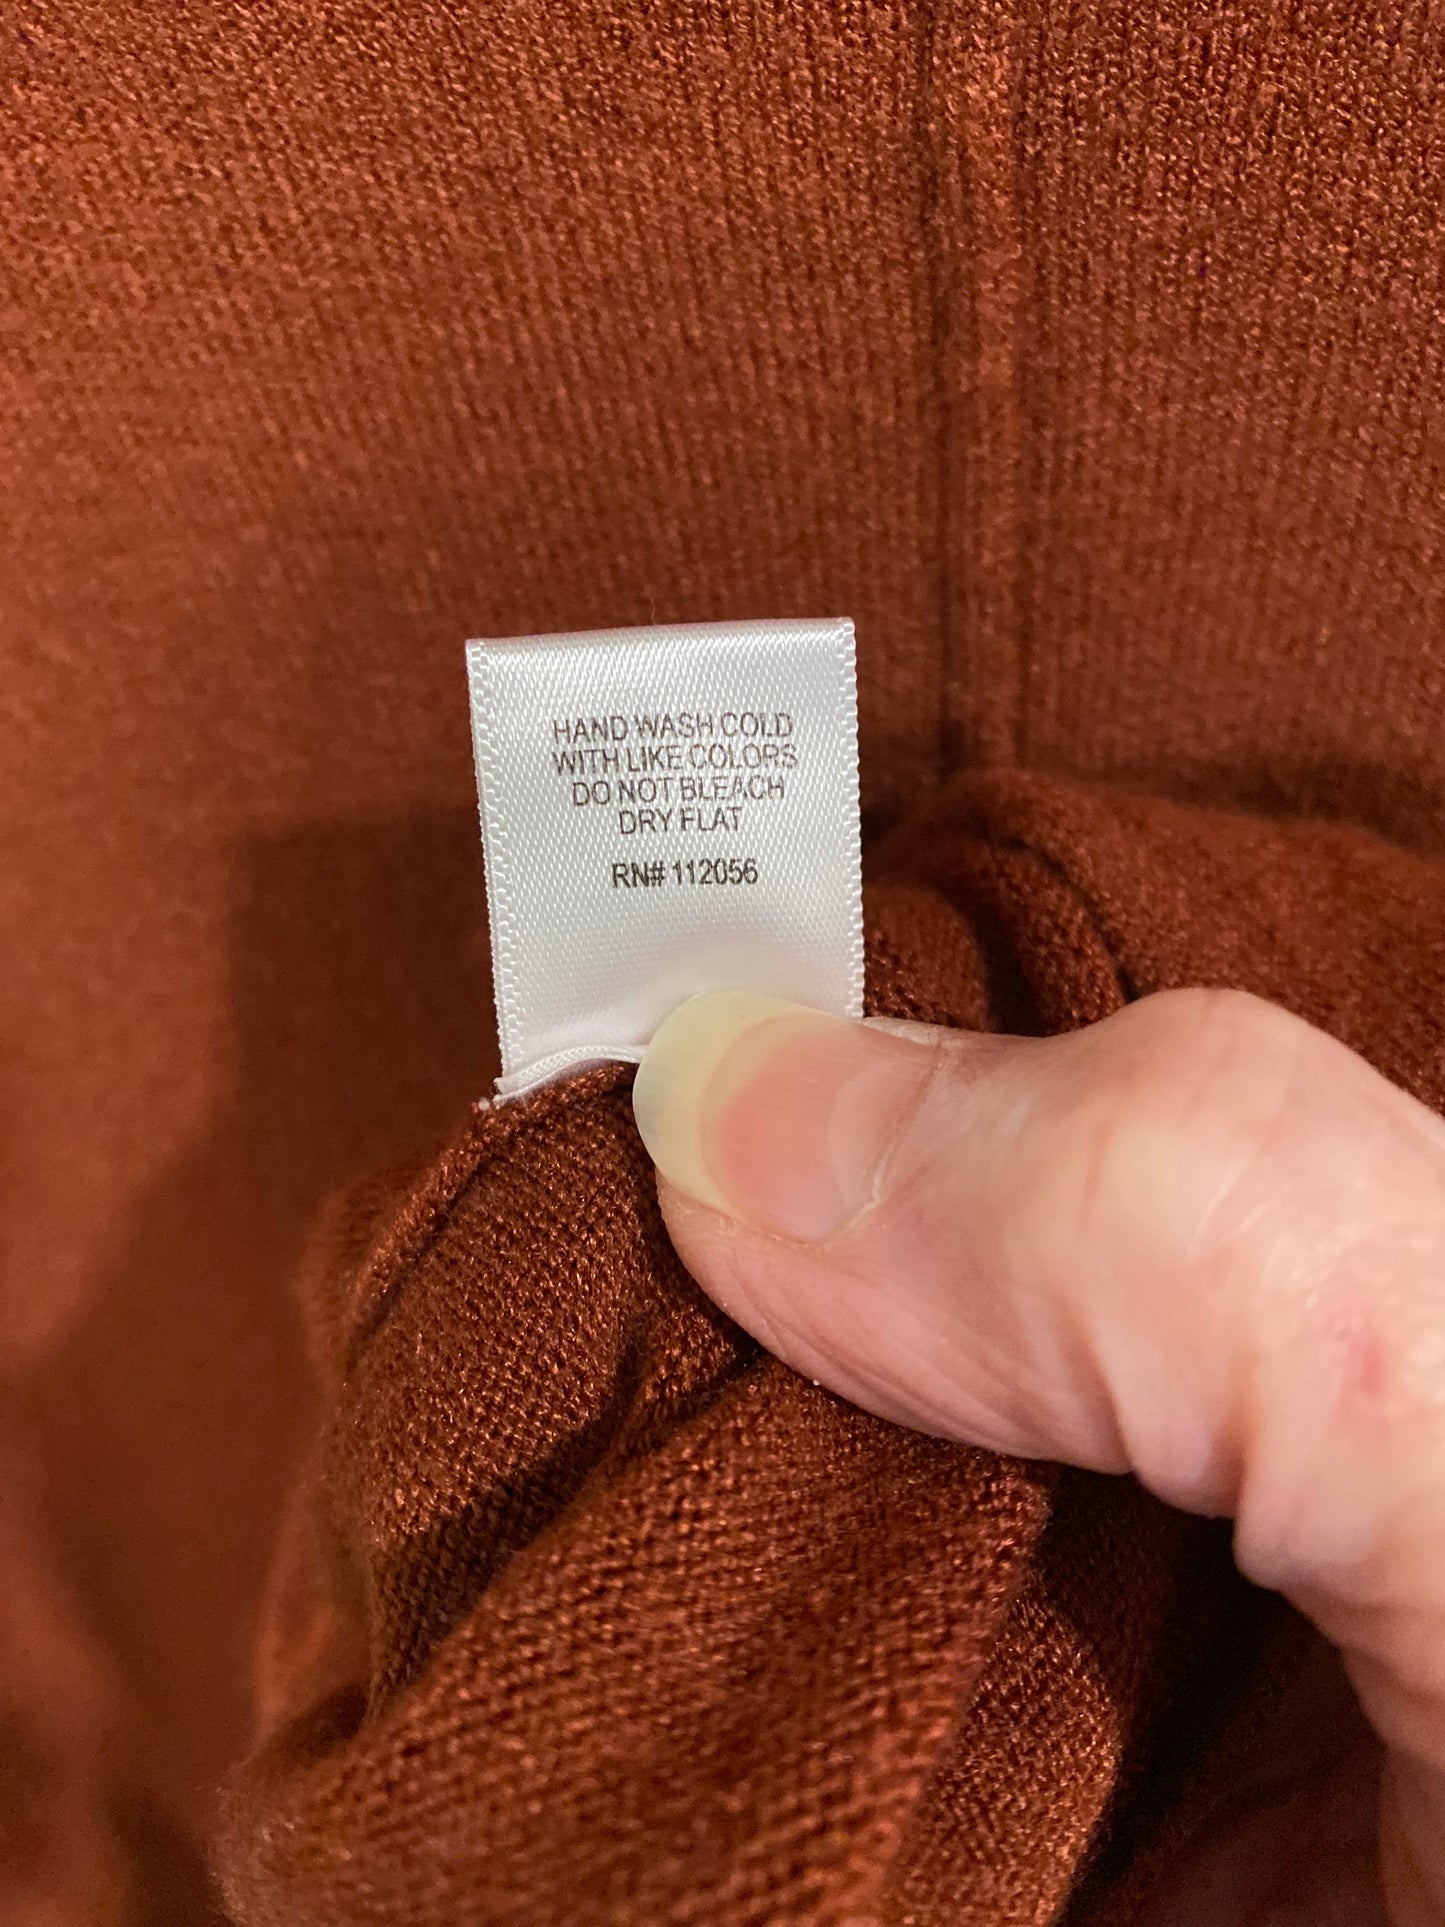 HAND WASH COLD
WITH LIKE COLORS
DO NOT BLEACH
DRY FLAT
RN# 112056